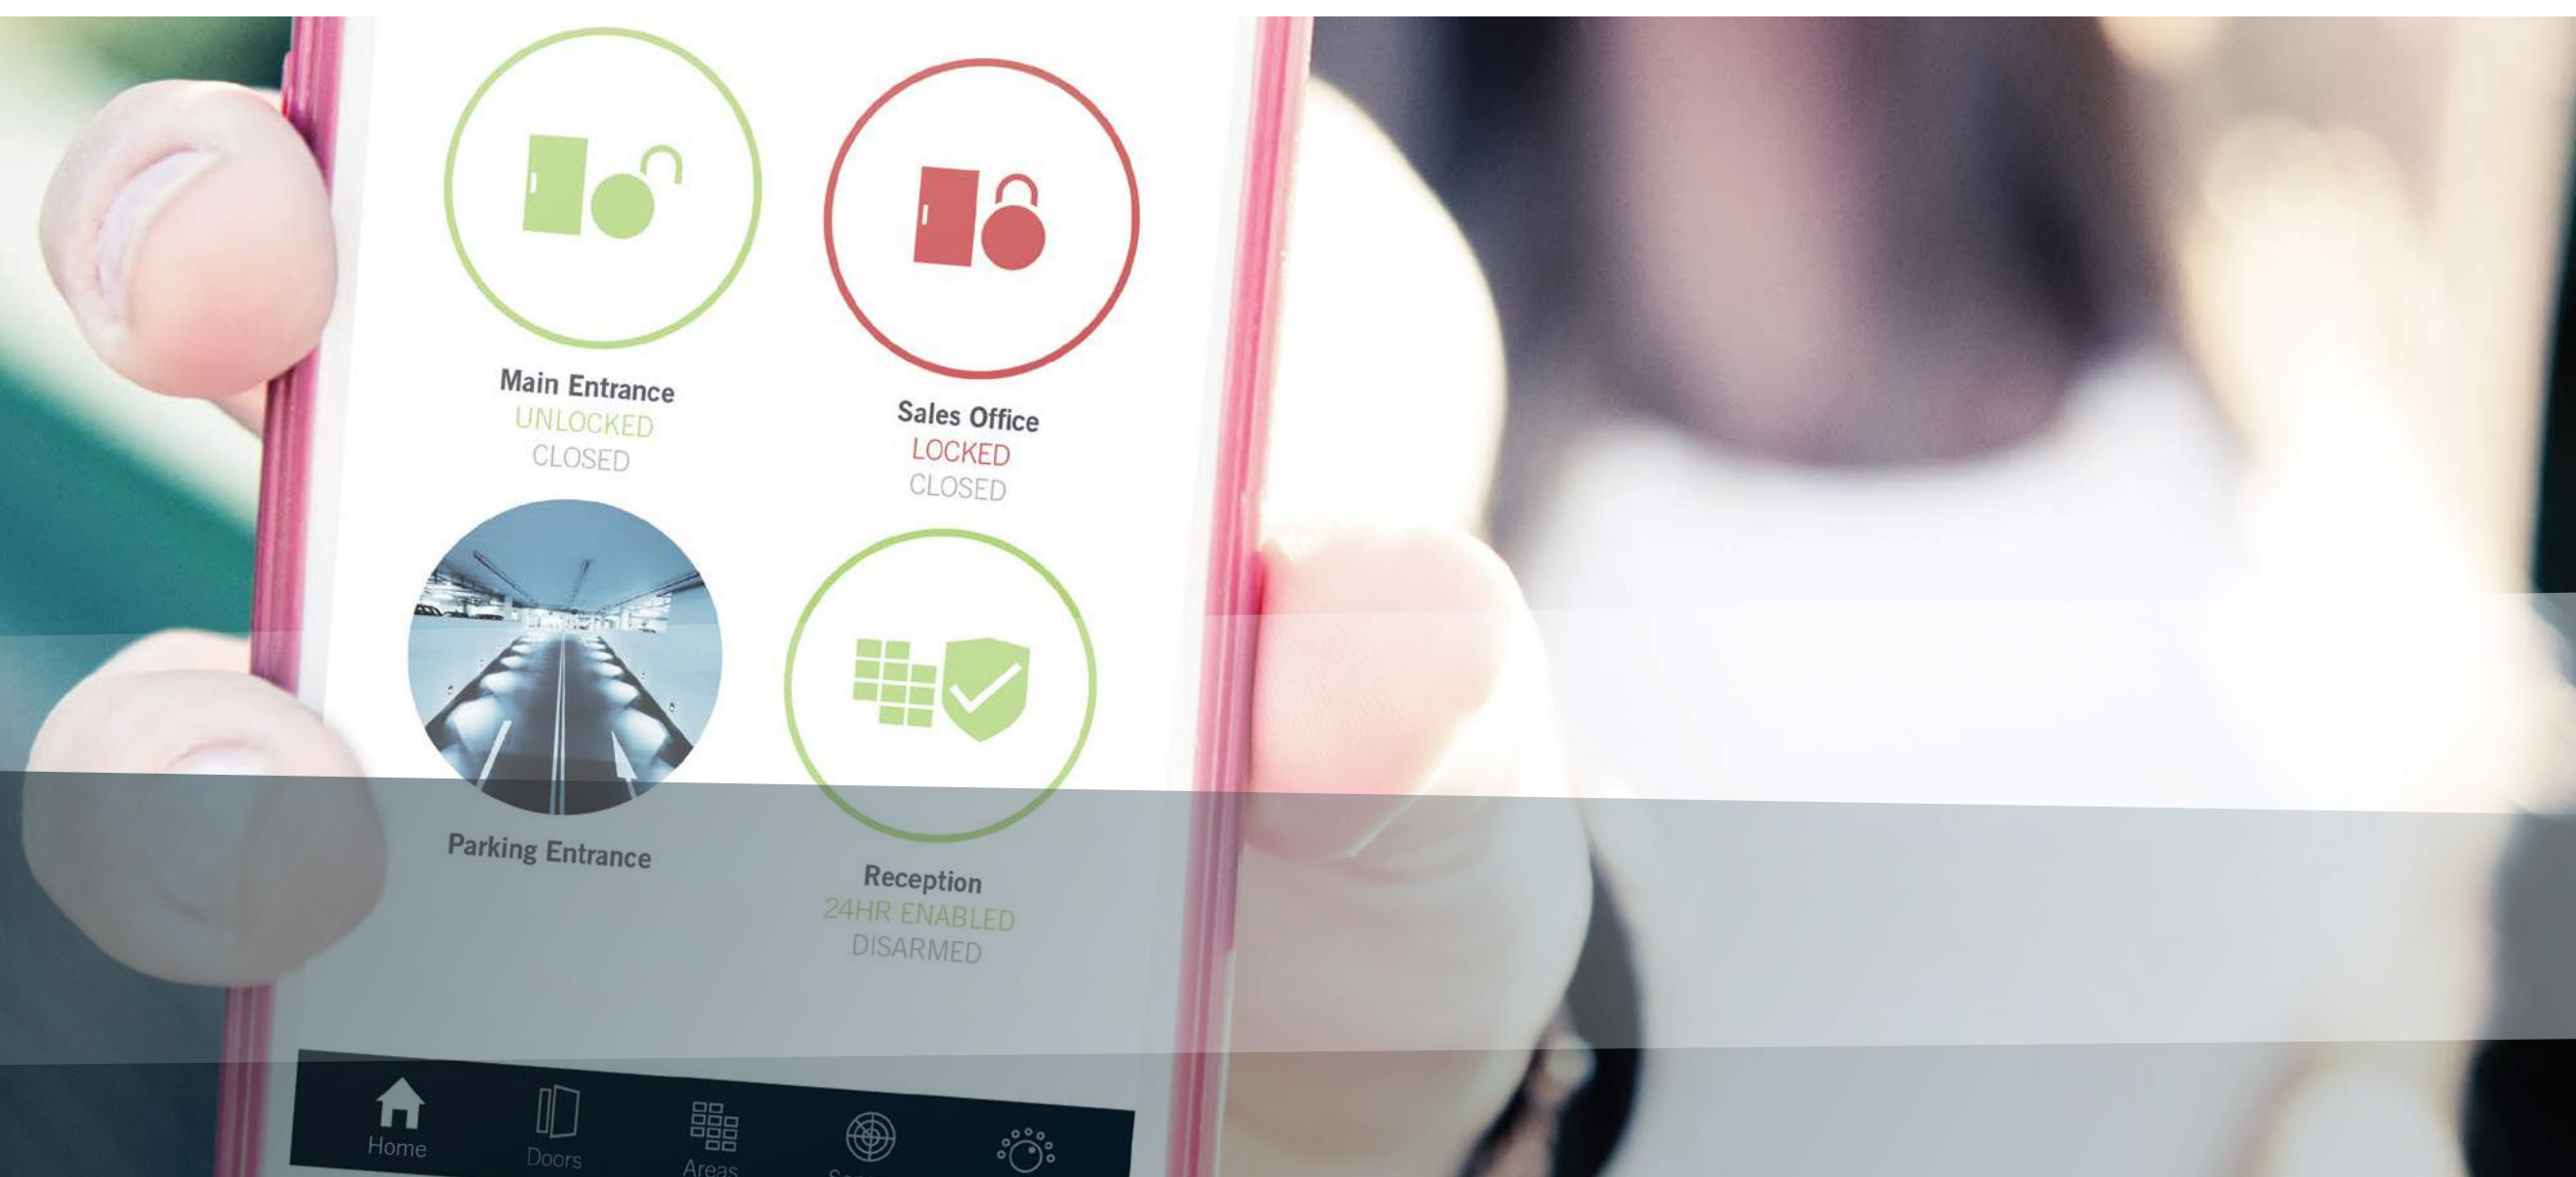 Main Entrance
UNLOCKED
CLOSED
Sales Office
LOCKED
CLOSED
Parking Entrance
Reception
24HR ENABLED
DISARMED
Home
Doors
Areas